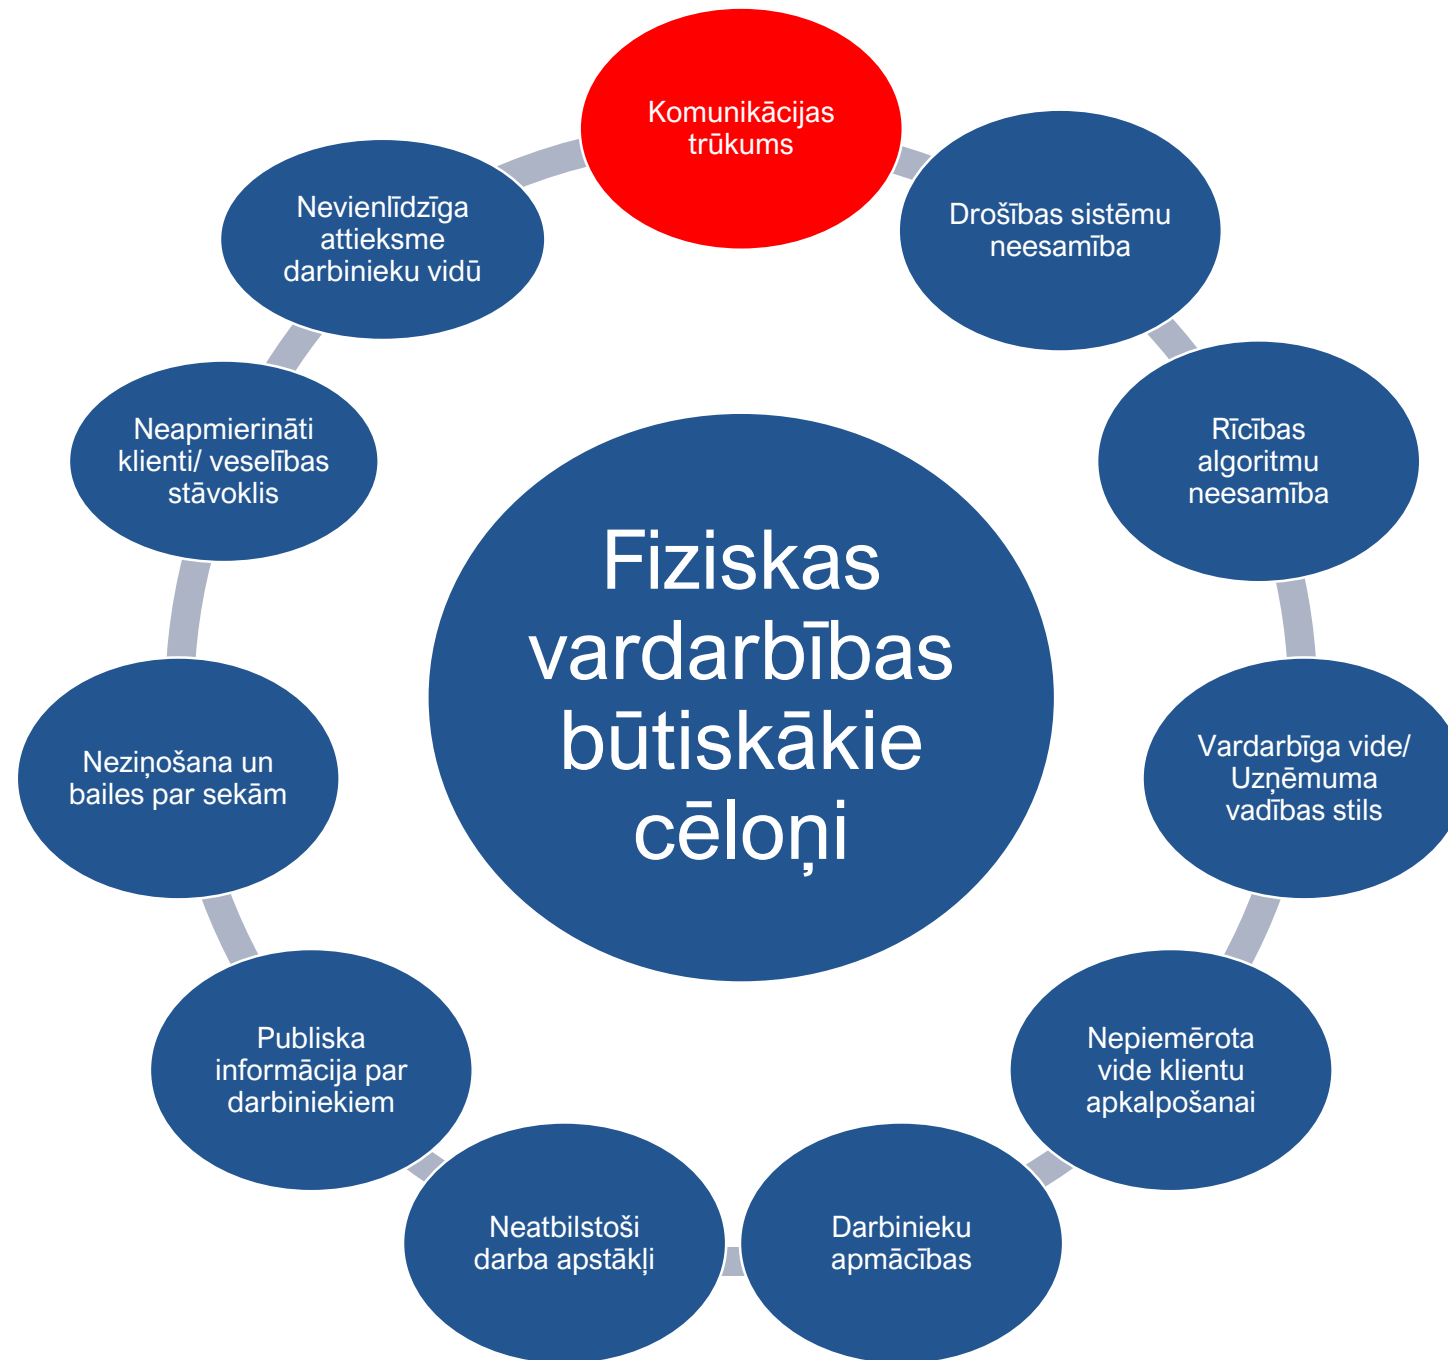 Komunikācijas
trūkums
Drošības sistēmu
neesamība
Rīcības
algoritmu
neesamība
Vardarbīga vide/
Uzņēmuma
vadības stils
Nepiemērota
vide klientu
apkalpošanai
Darbinieku
apmācības
Neatbilstoši
darba apstākļi
Publiska
informācija par
darbiniekiem
Neziņošana un
bailes par sekām
Neapmierināti
klienti/ veselības
stāvoklis
Nevienlīdzīga
attieksme
darbinieku vidū
Fiziskas
vardarbības
būtiskākie
cēloņi